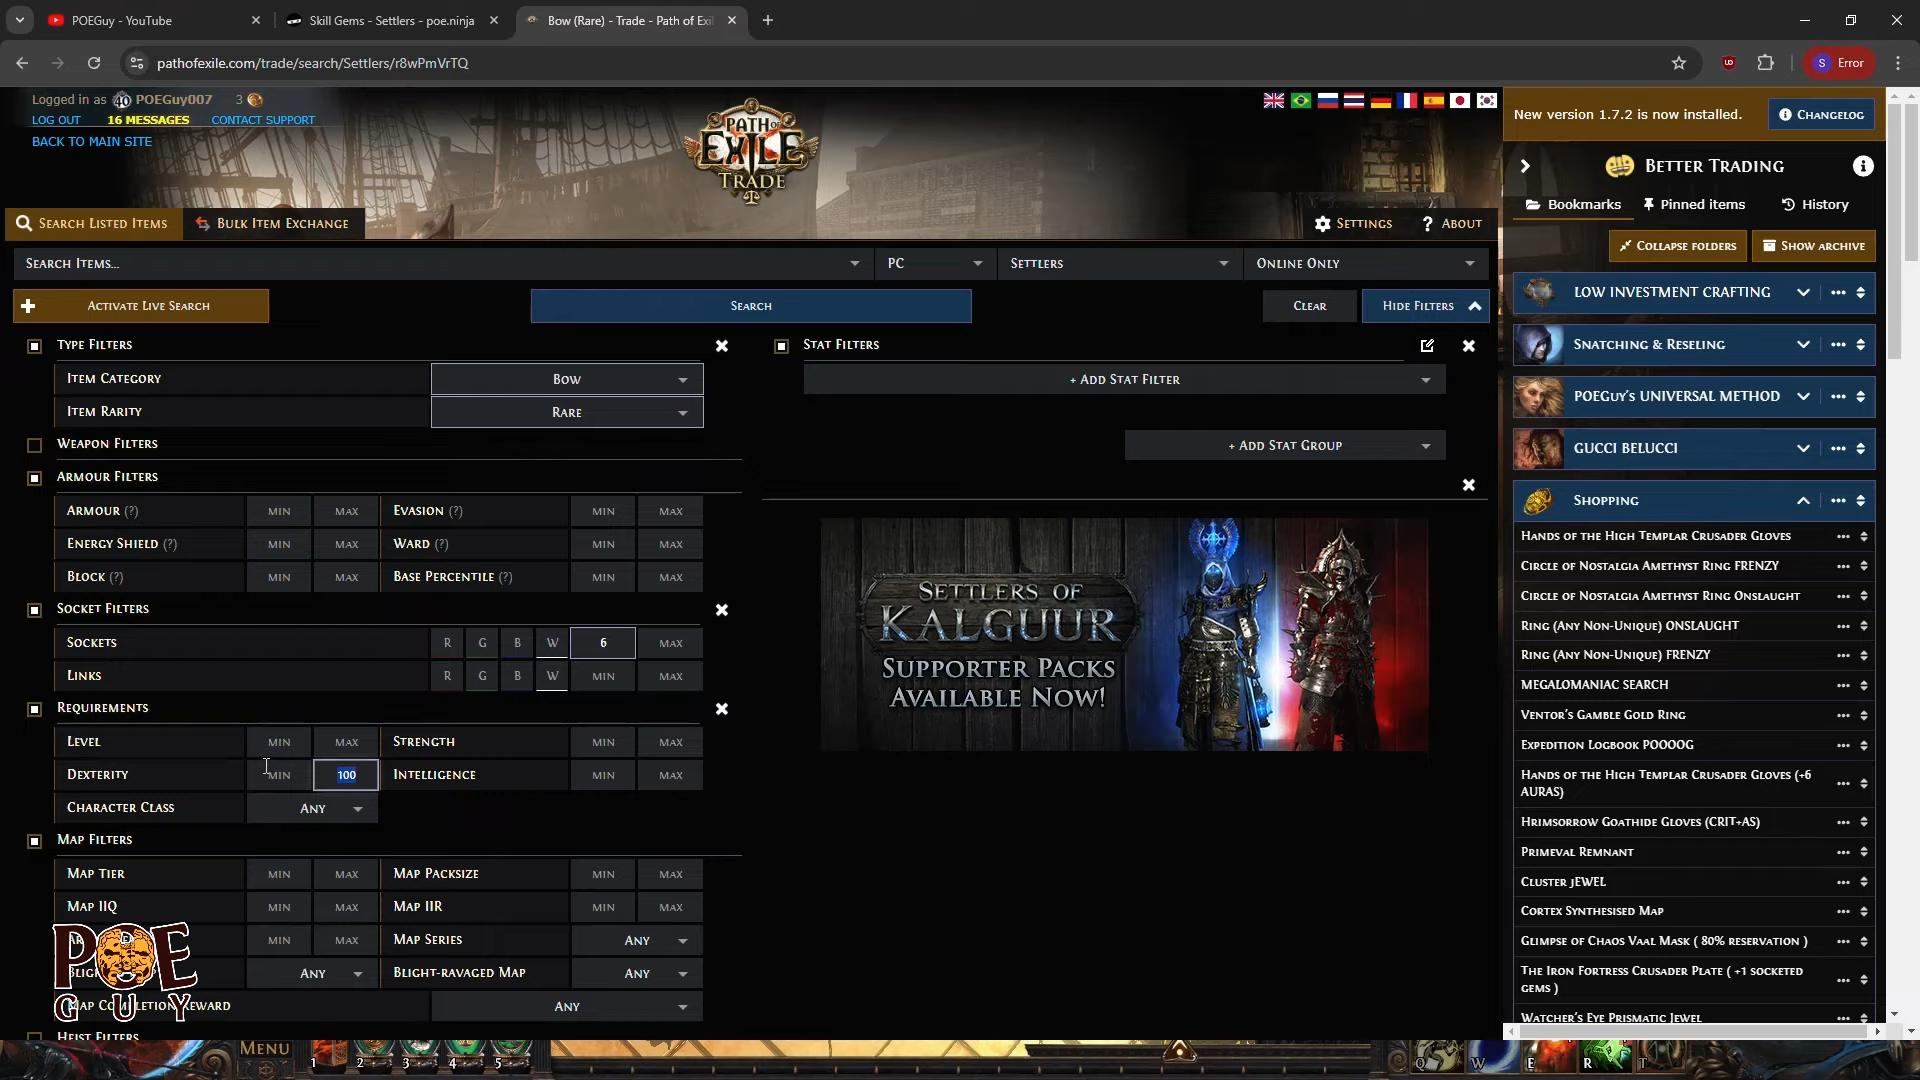 POEGuy - YouTube
Skill Gems - Settlers - poe.ninja
Bow (Rare) - Trade - Path of Exil
pathofexile.com/trade/search/Settlers/r8wPmVrTQ
S Error
Logged in as 40 POEGuy007 3
LOG OUT 16 MESSAGES CONTACT SUPPORT
BACK TO MAIN SITE
PATH OF EXILE TRADE
New version 1.7.2 is now installed.
Changelog
Better Trading
Search Listed Items
Bulk Item Exchange
Settings
? About
Bookmarks
Pinned items
History
Collapse folders
Show archive
Search Items...
PC
Settlers
Online Only
Activate Live Search
Search
Clear
Hide Filters
Type Filters
Item Category Bow
Item Rarity Rare
Weapon Filters
Armour Filters
Armour (?) MIN MAX Evasion (?) MIN MAX
Energy Shield (?) MIN MAX Ward (?) MIN MAX
Block (?) MIN MAX Base Percentile (?) MIN MAX
Socket Filters
Sockets R G B W 6 MAX
Links R G B W MIN MAX
Requirements
Level MIN MAX Strength MIN MAX
Dexterity MIN 100 Intelligence MIN MAX
Character Class Any
Map Filters
Map Tier MIN MAX Map Packsize MIN MAX
Map IIQ MIN MAX Map IIR MIN MAX
MIN MAX Map Series Any
Any Blight-ravaged Map Any
Map Completion Reward Any
Heist Filters
POE
GUY
Stat Filters
+ Add Stat Filter
+ Add Stat Group
Settlers of
Kalguur
Supporter Packs
Available Now!
Low Investment Crafting
Snatching & Reseling
POEGuy's UNIVERSAL METHOD
GUCCI BELUCCI
Shopping
Hands of the High Templar Crusader Gloves
Circle of Nostalgia Amethyst Ring FRENZY
Circle of Nostalgia Amethyst Ring Onslaught
Ring (Any Non-Unique) ONSLAUGHT
Ring (Any Non-Unique) FRENZY
MEGALOMANIAC SEARCH
Ventor's Gamble Gold Ring
Expedition Logbook POOOOG
Hands of the High Templar Crusader Gloves (+6
AURAS)
Hrimsorrow Goathide Gloves (CRIT+AS)
Primeval Remnant
Cluster jEWEL
Cortex Synthesised Map
Glimpse of Chaos Vaal Mask ( 80% reservation )
The Iron Fortress Crusader Plate ( +1 socketed
gems )
Watcher's Eye Prismatic Jewel
Menu
1 2 3 4 5
Q W E R T